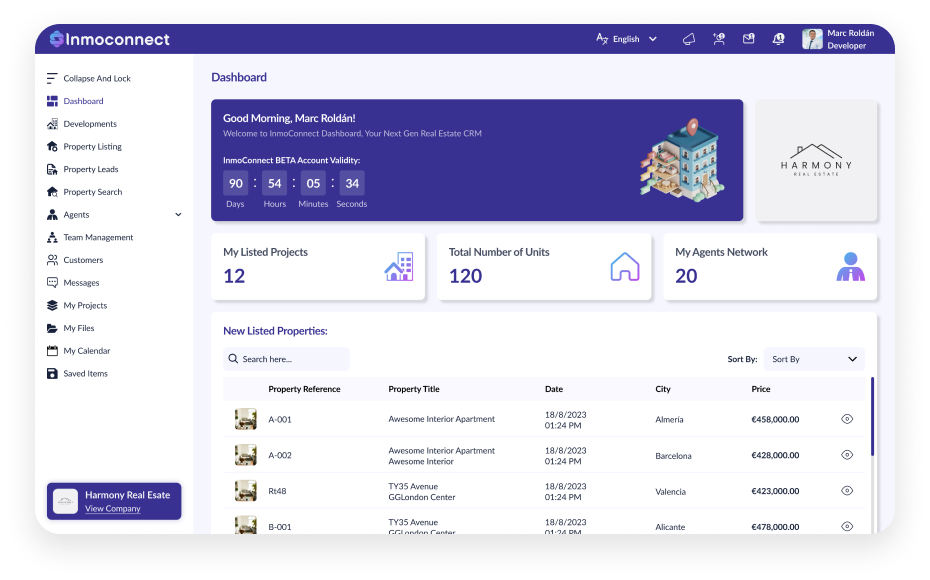 Inmoconnect
English
Marc Roldán
Developer
Collapse And Lock
Dashboard
Developments
Property Listing
Property Leads
Property Search
Agents
Team Management
Customers
Messages
My Projects
My Files
My Calendar
Saved Items
Harmony Real Esate
View Company
Dashboard
Good Morning, Marc Roldán!
Welcome to InmoConnect Dashboard, Your Next Gen Real Estate CRM
InmoConnect BETA Account Validity:
90 : 54 : 05 : 34
Days Hours Minutes Seconds
HARMONY
REAL ESTATE
My Listed Projects
12
Total Number of Units
120
My Agents Network
20
New Listed Properties:
Search here...
Sort By: Sort By
Property Reference Property Title Date City Price
A-001 Awesome Interior Apartment 18/8/2023 01:24 PM Almería €458,000.00
A-002 Awesome Interior Apartment Awesome Interior 18/8/2023 01:24 PM Barcelona €428,000.00
Rt48 TY35 Avenue GGLondon Center 18/8/2023 01:24 PM Valencia €423,000.00
B-001 TY35 Avenue GGLondon Center 18/8/2023 01:24 PM Alicante €478,000.00